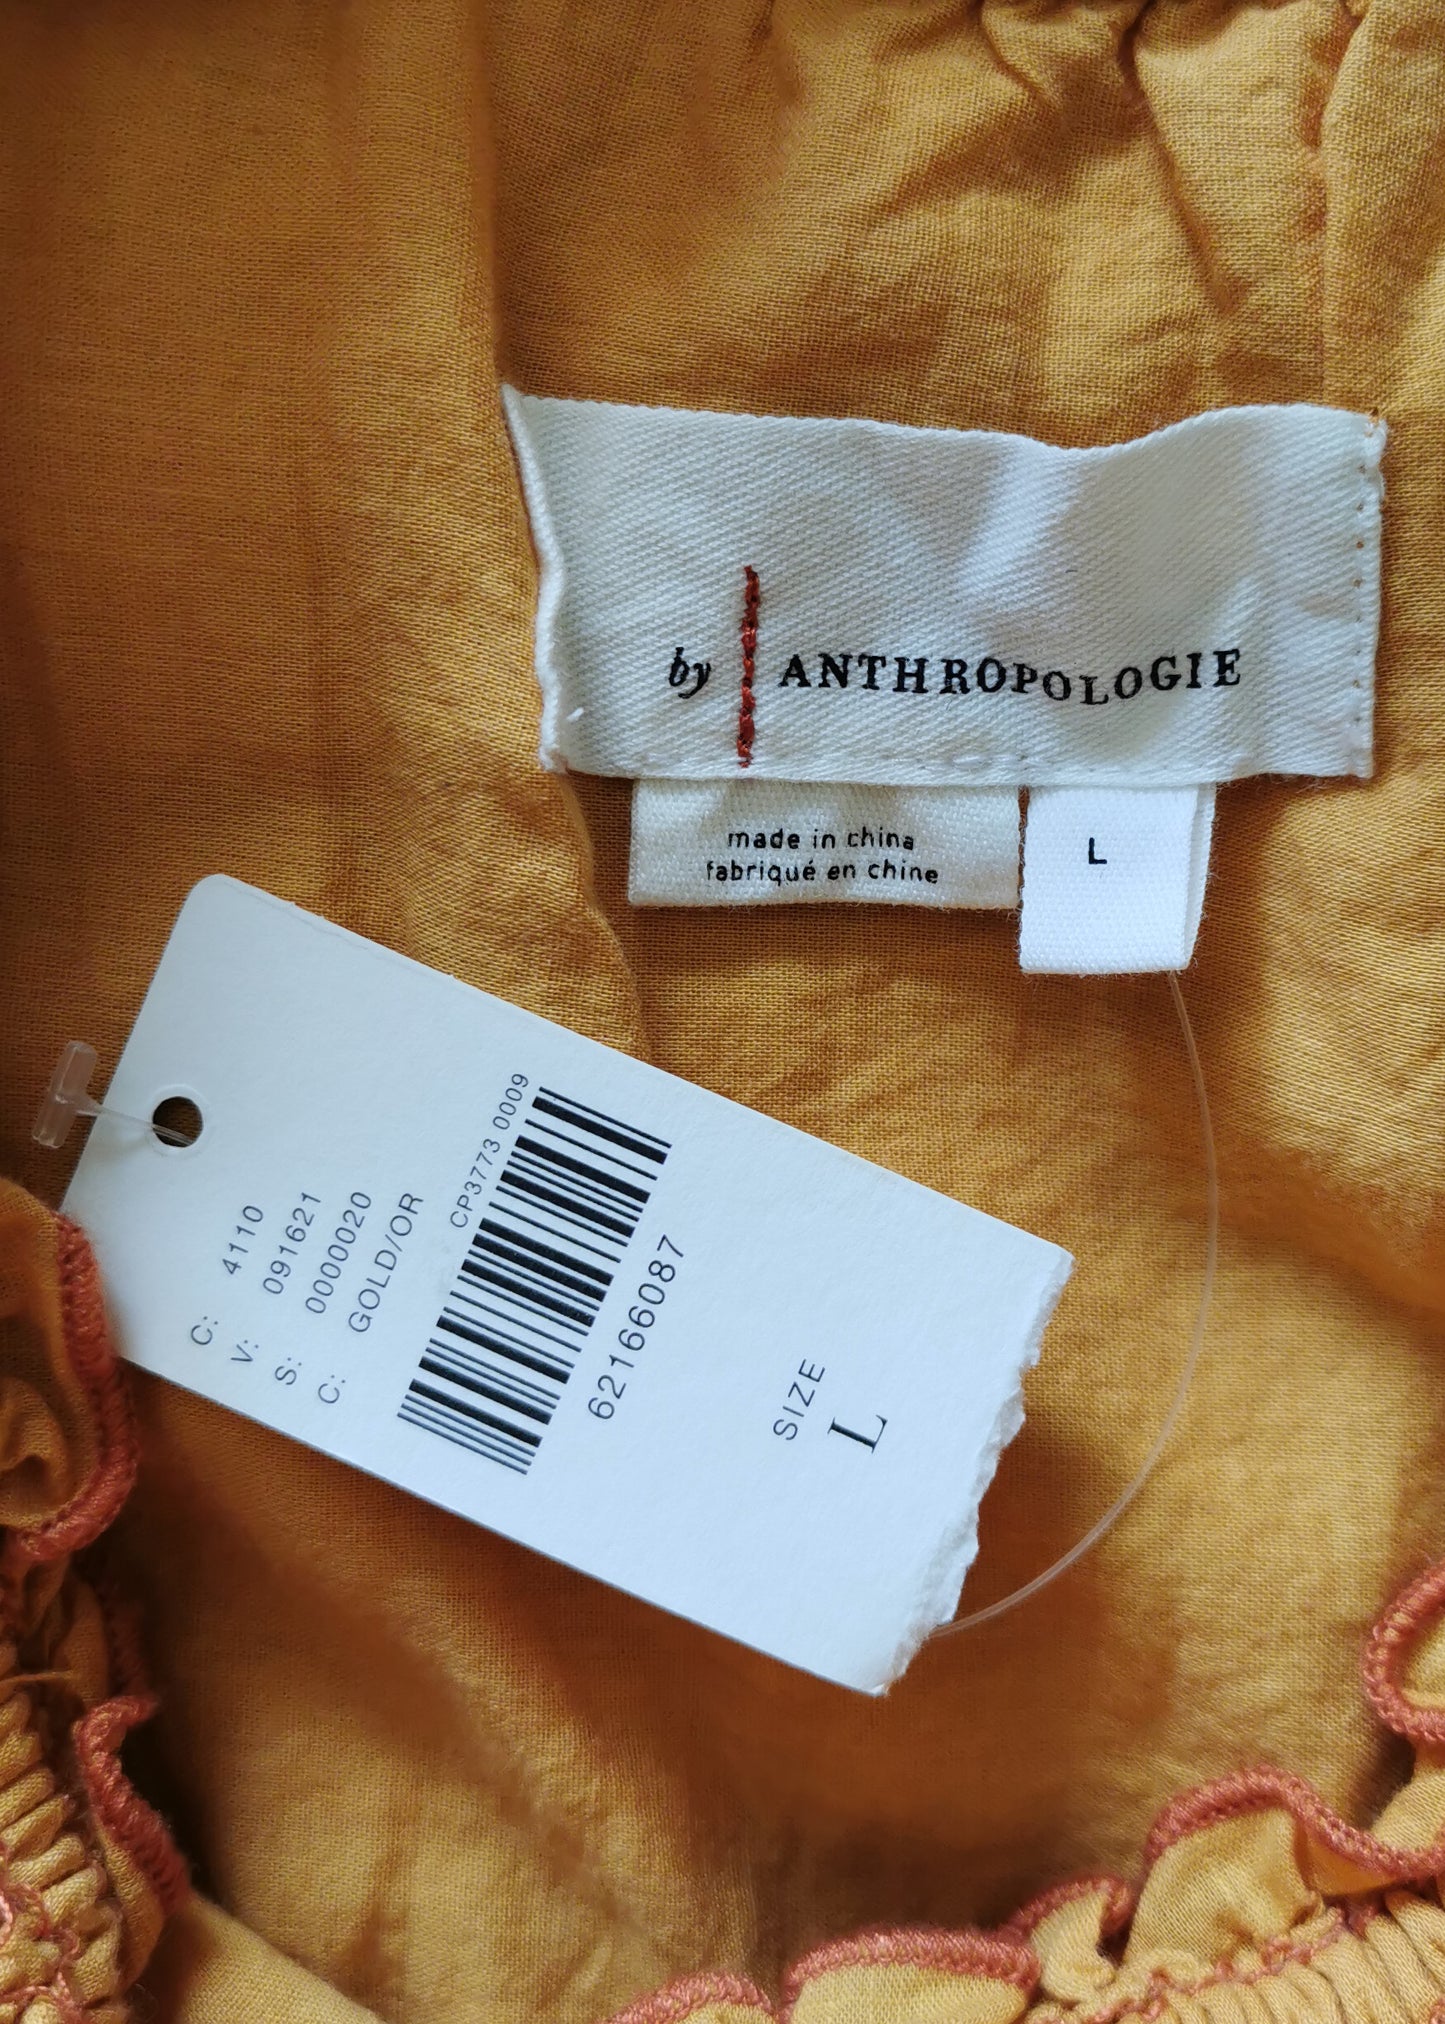 by ANTHROPOLOGIE
made in china
fabriqué en chine
L
C: 4110
V: 091621
S: 0000020
C: GOLD/OR
CP3773 0009
62166087
SIZE
L